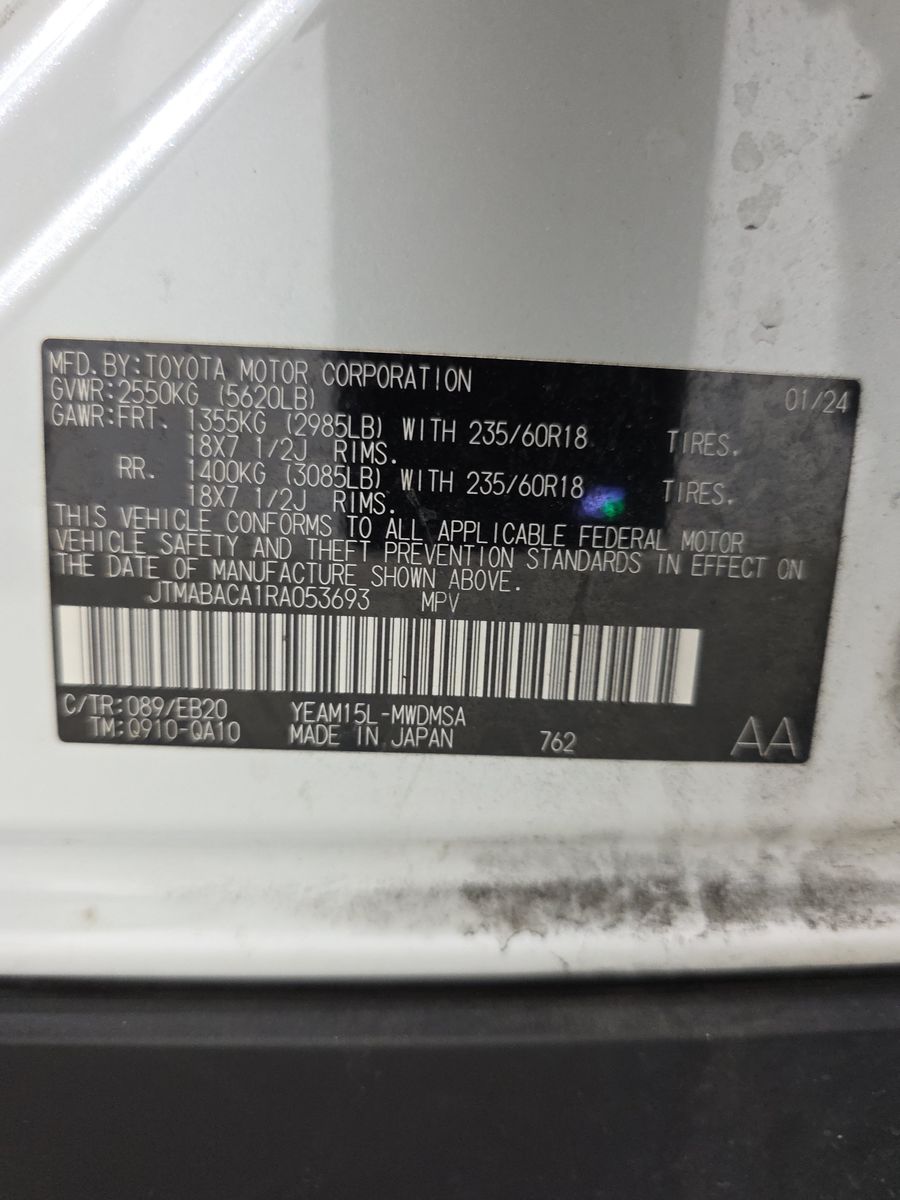 MFD. BY: TOYOTA MOTOR CORPORATION 01/24
GVWR: 2550KG (5620LB)
GAWR: FRT. 1355KG (2985LB) WITH 235/60R18 TIRES.
18X7 1/2J RIMS.
RR. 1400KG (3085LB) WITH 235/60R18 TIRES.
18X7 1/2J RIMS.
THIS VEHICLE CONFORMS TO ALL APPLICABLE FEDERAL MOTOR
VEHICLE SAFETY AND THEFT PREVENTION STANDARDS IN EFFECT ON
THE DATE OF MANUFACTURE SHOWN ABOVE.
JTMABACA1RA053693 MPV
C/TR: 089/EB20 YEAM15L-MWDMSA
TM: Q910-QA10 MADE IN JAPAN 762 AA